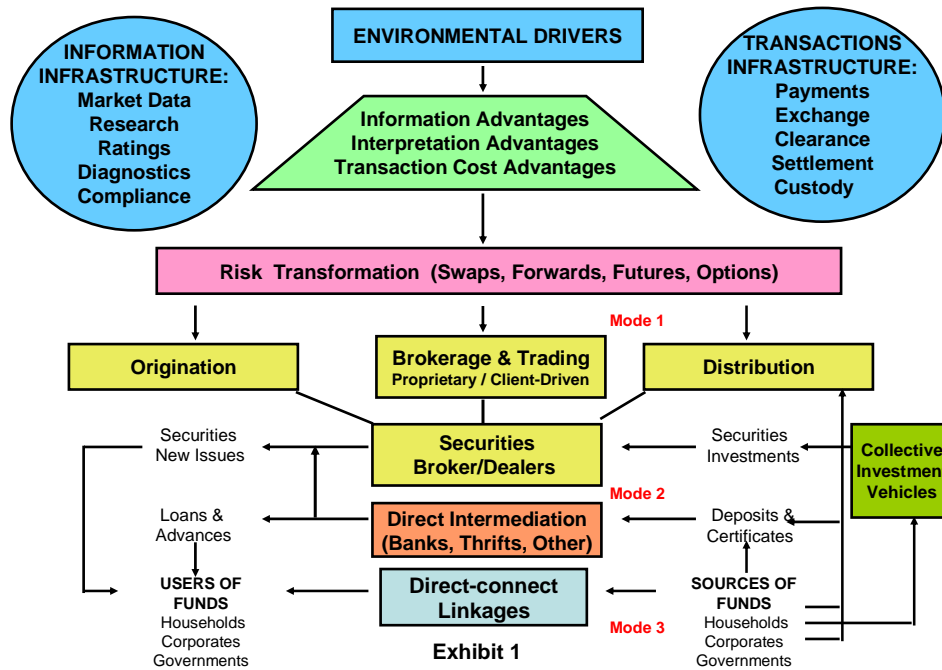 INFORMATION
INFRASTRUCTURE:
Market Data
Research
Ratings
Diagnostics
Compliance
ENVIRONMENTAL DRIVERS
TRANSACTIONS
INFRASTRUCTURE:
Payments
Exchange
Clearance
Settlement
Custody
Information Advantages
Interpretation Advantages
Transaction Cost Advantages
Risk Transformation (Swaps, Forwards, Futures, Options)
Mode 1
Origination
Brokerage & Trading
Proprietary / Client-Driven
Distribution
Securities
New Issues
Securities
Broker/Dealers
Securities
Investments
Collective
Investmen
Vehicles
Mode 2
Loans &
Advances
Direct Intermediation
(Banks, Thrifts, Other)
Deposits &
Certificates
USERS OF
FUNDS
Households
Corporates
Governments
Direct-connect
Linkages
Mode 3
SOURCES OF
FUNDS
Households
Corporates
Governments
Exhibit 1